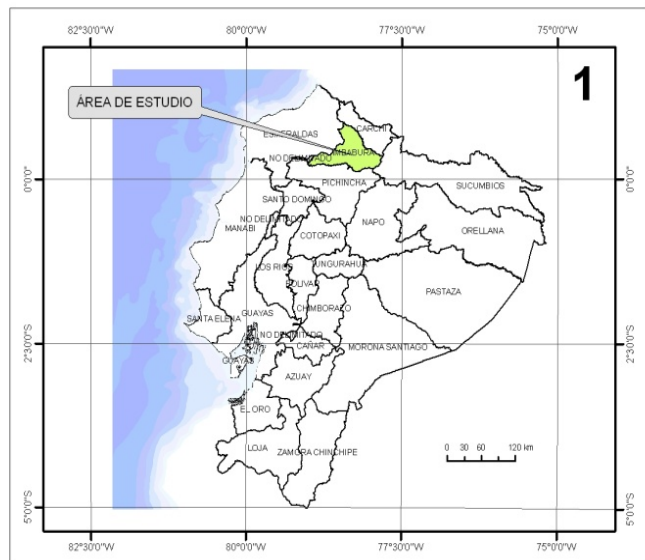 82°30'0"W 80°0'0"W 77°30'0"W 75°0'0"W
1
ÁREA DE ESTUDIO
CARCHI
ESMERALDAS
IMBABURA
NO DELIMITADO
0°0'0" 0°0'0"
PICHINCHA
SUCUMBIOS
SANTO DOMINGO
NO DELIMITADO
NAPO
MANABI
ORELLANA
COTOPAXI
LOS RIOS
TUNGURAHUA
BOLIVAR
PASTAZA
CHIMBORAZO
GUAYAS
SANTA ELENA
NO DELIMITADO
2°30'0"S 2°30'0"S
CAÑAR
MORONA SANTIAGO
GUAYAS
AZUAY
EL ORO
LOJA
ZAMORA CHINCHIPE
0 30 60 120 km
5°0'0"S 5°0'0"S
82°30'0"W 80°0'0"W 77°30'0"W 75°0'0"W